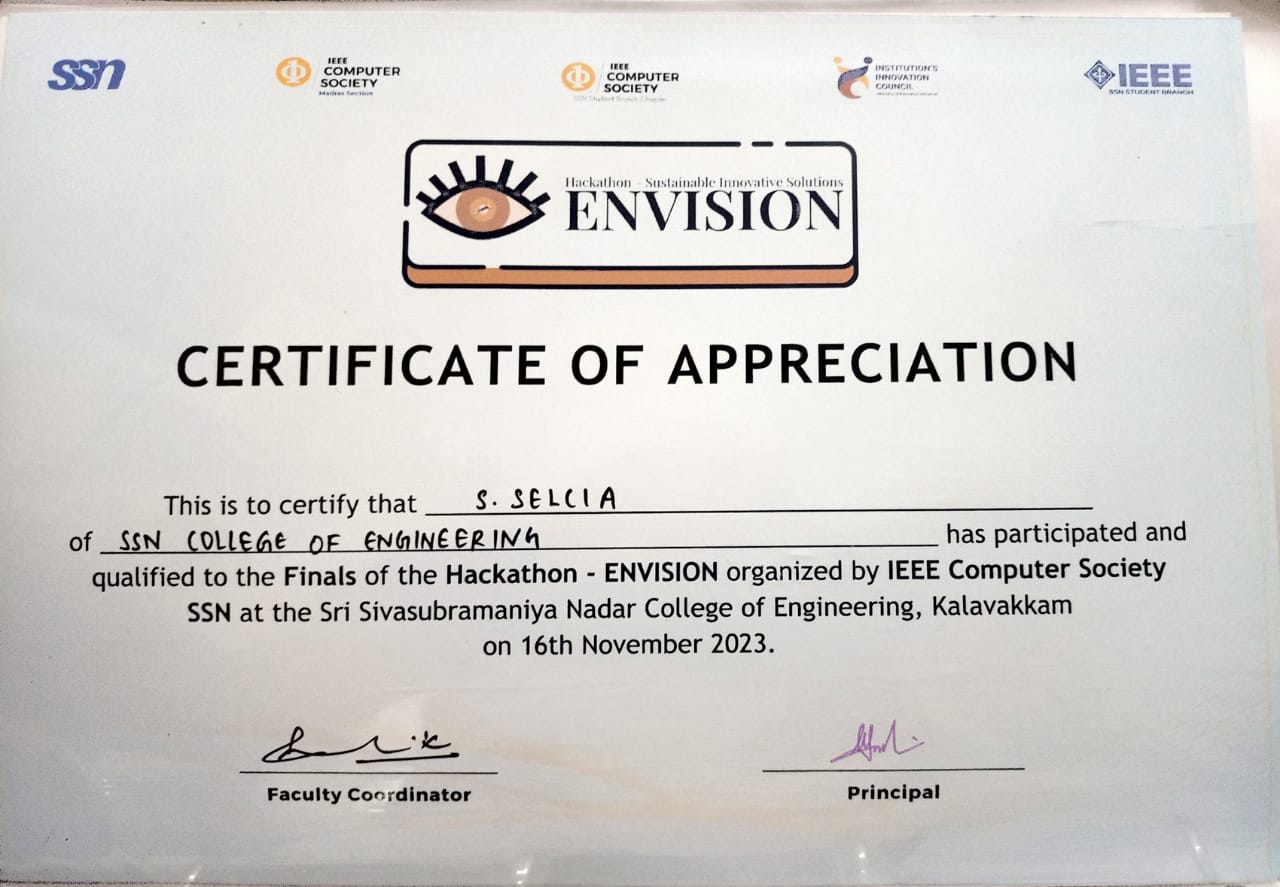 ssn
IEEE
COMPUTER
SOCIETY
Madras Section
IEEE
COMPUTER
SOCIETY
SSN Student Branch Chapter
INSTITUTION'S
INNOVATION
COUNCIL
IEEE
SSN STUDENT BRANCH
Hackathon - Sustainable Innovative Solutions
ENVISION
CERTIFICATE OF APPRECIATION
This is to certify that S. SELCIA
of SSN COLLEGE OF ENGINEERING has participated and
qualified to the Finals of the Hackathon - ENVISION organized by IEEE Computer Society
SSN at the Sri Sivasubramaniya Nadar College of Engineering, Kalavakkam
on 16th November 2023.
Faculty Coordinator
Principal